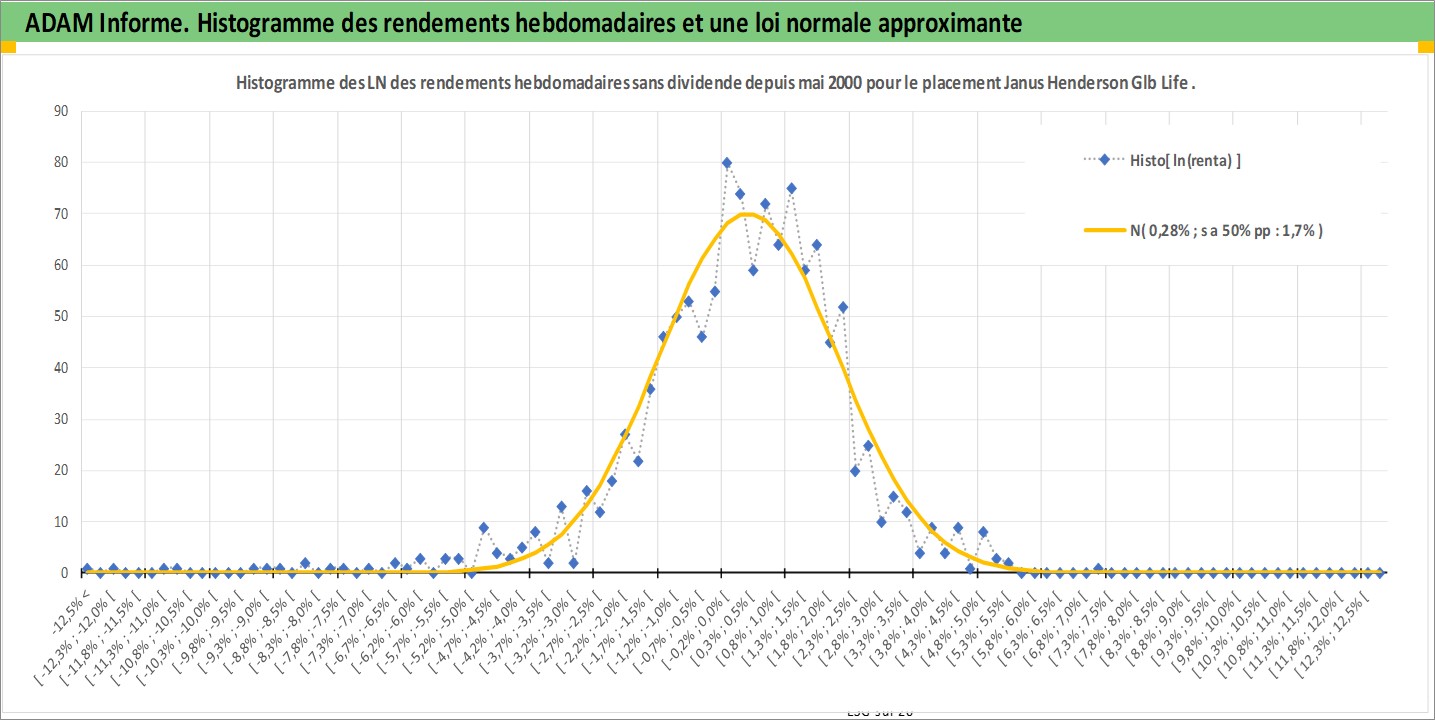 ADAM Informe. Histogramme des rendements hebdomadaires et une loi normale approximante
Histogramme des LN des rendements hebdomadaires sans dividende depuis mai 2000 pour le placement Janus Henderson Glb Life .
90
80
70
60
50
40
30
20
10
0
Histo[ ln(renta) ]
N( 0,28% ; s a 50% pp : 1,7% )
-12,5% <
[ -12,3% ; -12,0% [
[ -11,8% ; -11,5% [
[ -11,3% ; -11,0% [
[ -10,8% ; -10,5% [
[ -10,3% ; -10,0% [
[ -9,8% ; -9,5% [
[ -9,3% ; -9,0% [
[ -8,8% ; -8,5% [
[ -8,3% ; -8,0% [
[ -7,8% ; -7,5% [
[ -7,3% ; -7,0% [
[ -6,7% ; -6,5% [
[ -6,2% ; -6,0% [
[ -5,7% ; -5,5% [
[ -5,2% ; -5,0% [
[ -4,7% ; -4,5% [
[ -4,2% ; -4,0% [
[ -3,7% ; -3,5% [
[ -3,2% ; -3,0% [
[ -2,7% ; -2,5% [
[ -2,2% ; -2,0% [
[ -1,7% ; -1,5% [
[ -1,2% ; -1,0% [
[ -0,7% ; -0,5% [
[ -0,2% ; 0,0% [
[ 0,3% ; 0,5% [
[ 0,8% ; 1,0% [
[ 1,3% ; 1,5% [
[ 1,8% ; 2,0% [
[ 2,3% ; 2,5% [
[ 2,8% ; 3,0% [
[ 3,3% ; 3,5% [
[ 3,8% ; 4,0% [
[ 4,3% ; 4,5% [
[ 4,8% ; 5,0% [
[ 5,3% ; 5,5% [
[ 5,8% ; 6,0% [
[ 6,3% ; 6,5% [
[ 6,8% ; 7,0% [
[ 7,3% ; 7,5% [
[ 7,8% ; 8,0% [
[ 8,3% ; 8,5% [
[ 8,8% ; 9,0% [
[ 9,3% ; 9,5% [
[ 9,8% ; 10,0% [
[ 10,3% ; 10,5% [
[ 10,8% ; 11,0% [
[ 11,3% ; 11,5% [
[ 11,8% ; 12,0% [
[ 12,3% ; 12,5% [